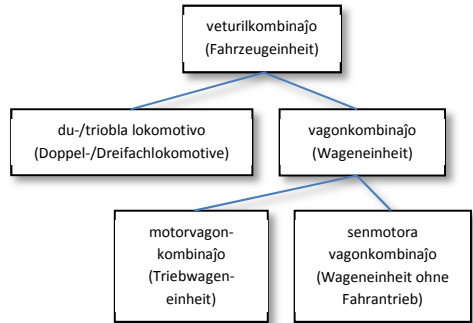 veturilkombinaĵo
(Fahrzeugeinheit)
du-/triobla lokomotivo
(Doppel-/Dreifachlokomotive)
vagonkombinaĵo
(Wageneinheit)
motorvagon-
kombinaĵo
(Triebwagen-
einheit)
senmotora
vagonkombinaĵo
(Wageneinheit ohne
Fahrantrieb)